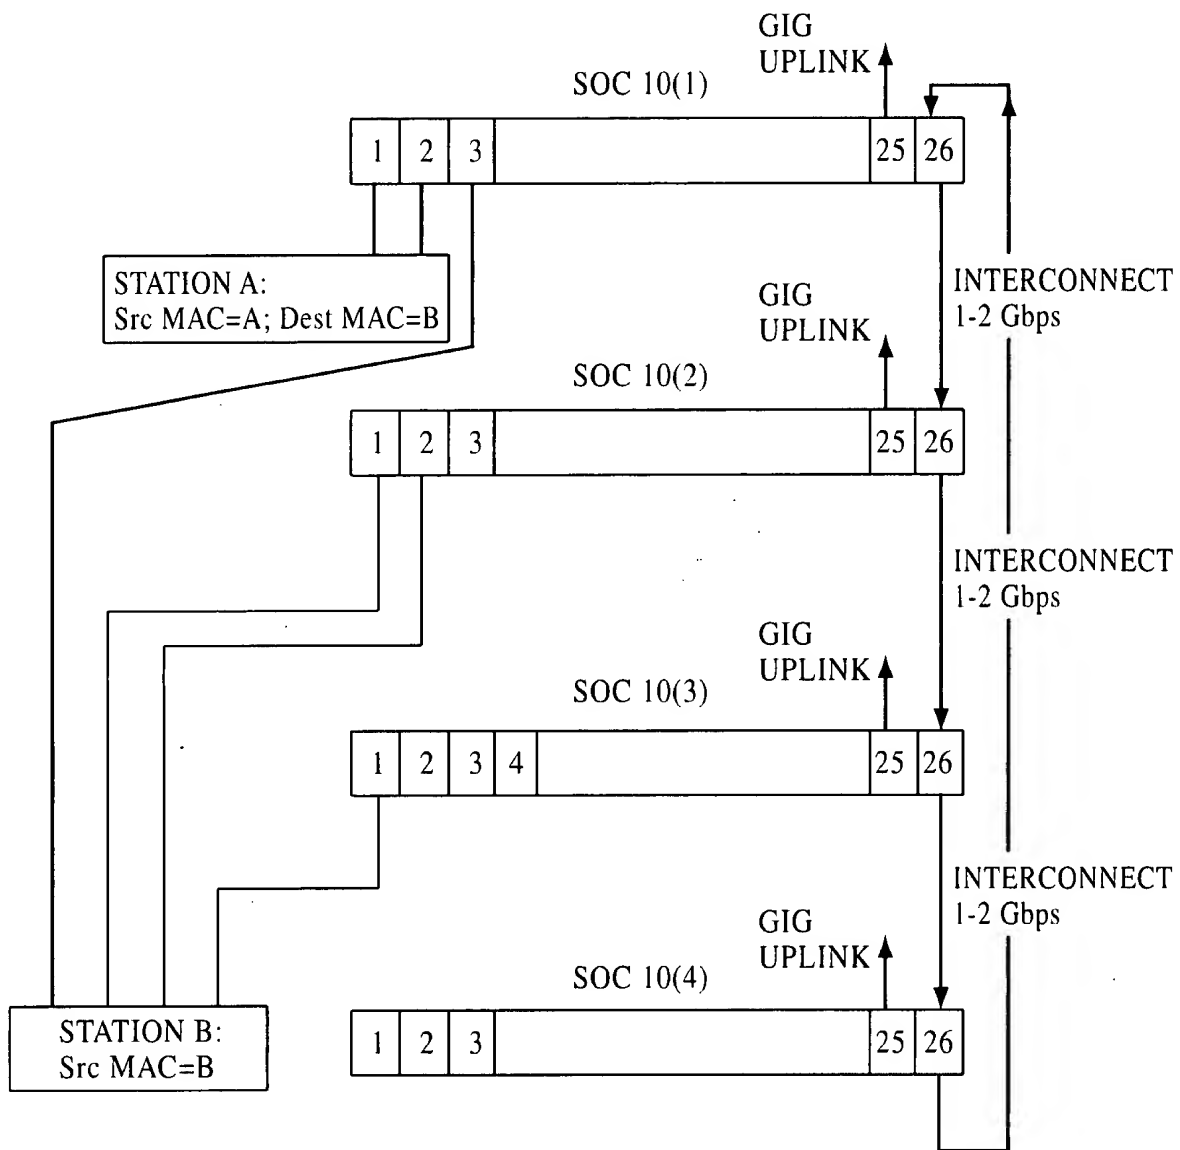 GIG
UPLINK
SOC 10(1)
1 2 3 25 26
STATION A:
Src MAC=A; Dest MAC=B
INTERCONNECT
1-2 Gbps
GIG
UPLINK
SOC 10(2)
1 2 3 25 26
INTERCONNECT
1-2 Gbps
GIG
UPLINK
SOC 10(3)
1 2 3 4 25 26
INTERCONNECT
1-2 Gbps
GIG
UPLINK
SOC 10(4)
STATION B:
Src MAC=B
1 2 3 25 26